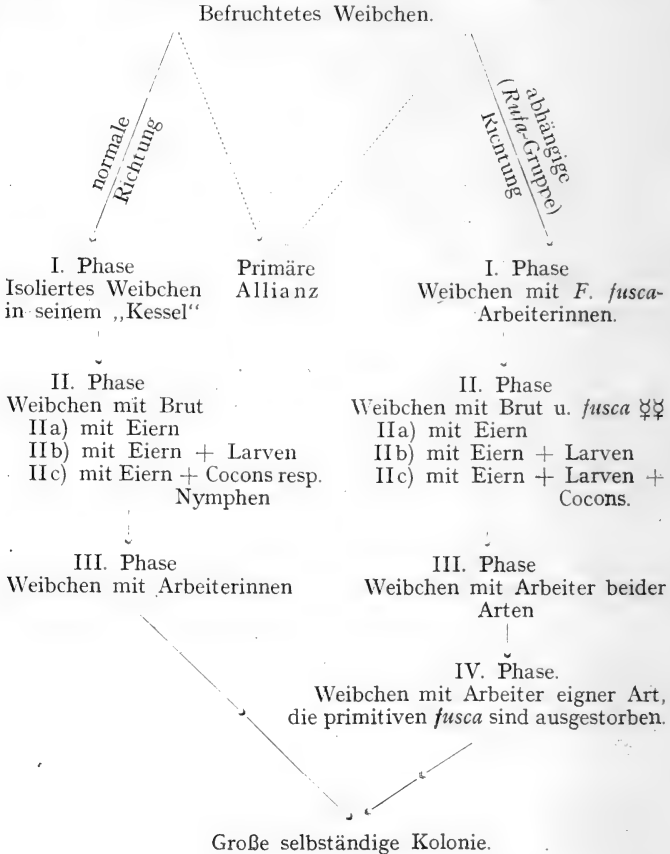 Befruchtetes Weibchen.
normale
Richtung
abhängige
(Rufa-Gruppe)
Richtung
I. Phase
Isoliertes Weibchen
in seinem „Kessel“
Primäre
Allianz
I. Phase
Weibchen mit F. fusca-
Arbeiterinnen.
II. Phase
Weibchen mit Brut
IIa) mit Eiern
IIb) mit Eiern + Larven
IIc) mit Eiern + Cocons resp.
Nymphen
II. Phase
Weibchen mit Brut u. fusca ☿☿
IIa) mit Eiern
IIb) mit Eiern + Larven
IIc) mit Eiern + Larven +
Cocons.
III. Phase
Weibchen mit Arbeiterinnen
III. Phase
Weibchen mit Arbeiter beider
Arten
IV. Phase.
Weibchen mit Arbeiter eigner Art,
die primitiven fusca sind ausgestorben.
Große selbständige Kolonie.